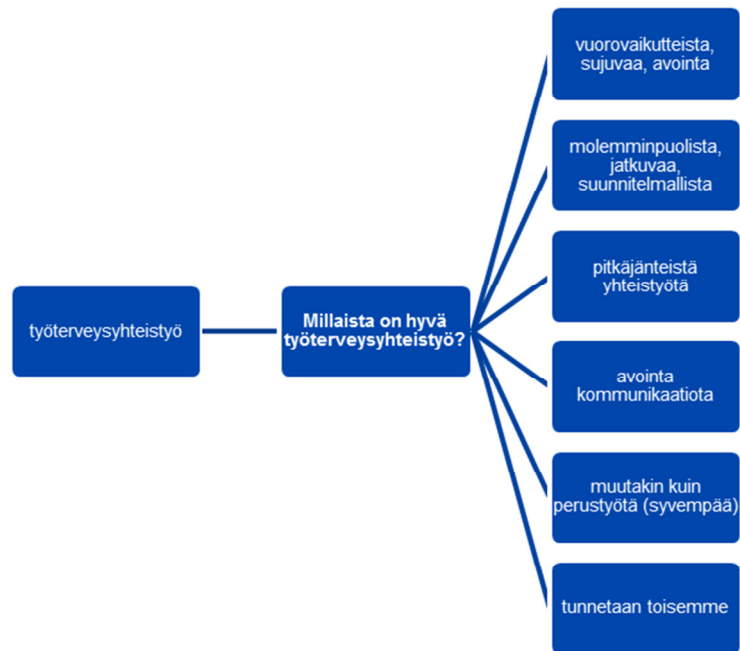 työterveysyhteistyö
Millaista on hyvä
työterveysyhteistyö?
vuorovaikutteista,
sujuvaa, avointa
molemminpuolista,
jatkuvaa,
suunnitelmallista
pitkäjänteistä
yhteistyötä
avointa
kommunikaatiota
muutakin kuin
perustyötä (syvempää)
tunnetaan toisemme